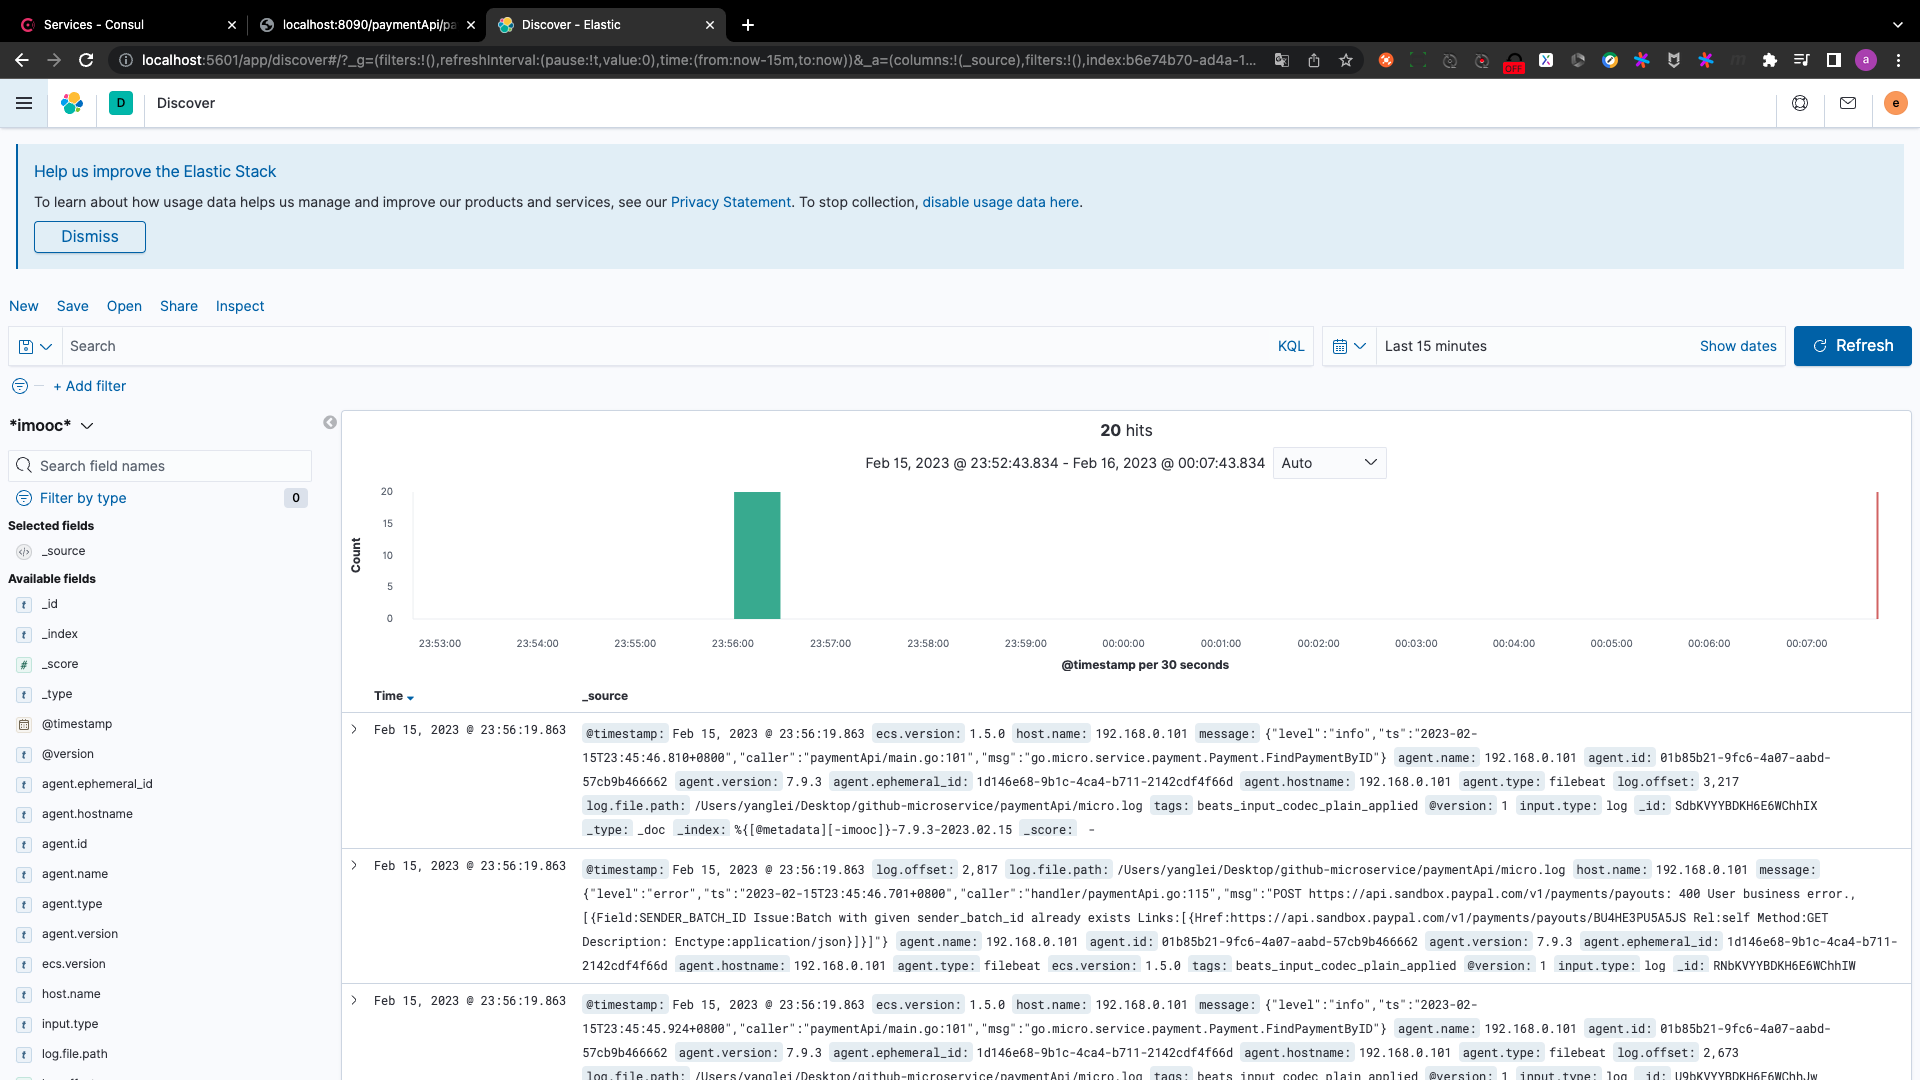 Services - Consul
localhost:8090/paymentApi/pa
Discover - Elastic
localhost:5601/app/discover#/?_g=(filters:!(),refreshInterval:(pause:!t,value:0),time:(from:now-15m,to:now))&_a=(columns:!(_source),filters:!(),index:b6e74b70-ad4a-1...
OFF
a
D
Discover
e
Help us improve the Elastic Stack
To learn about how usage data helps us manage and improve our products and services, see our Privacy Statement. To stop collection, disable usage data here.
Dismiss
New Save Open Share Inspect
Search
KQL
Last 15 minutes
Show dates
Refresh
+ Add filter
*imooc*
Search field names
Filter by type
0
Selected fields
_source
Available fields
t _id
t _index
# _score
t _type
@timestamp
t @version
t agent.ephemeral_id
t agent.hostname
t agent.id
t agent.name
t agent.type
t agent.version
t ecs.version
t host.name
t input.type
t log.file.path
20 hits
Feb 15, 2023 @ 23:52:43.834 - Feb 16, 2023 @ 00:07:43.834
Auto
20
15
10
5
0
Count
23:53:00 23:54:00 23:55:00 23:56:00 23:57:00 23:58:00 23:59:00 00:00:00 00:01:00 00:02:00 00:03:00 00:04:00 00:05:00 00:06:00 00:07:00
@timestamp per 30 seconds
Time
_source
Feb 15, 2023 @ 23:56:19.863
@timestamp: Feb 15, 2023 @ 23:56:19.863 ecs.version: 1.5.0 host.name: 192.168.0.101 message: {"level":"info","ts":"2023-02-
15T23:45:46.810+0800","caller":"paymentApi/main.go:101","msg":"go.micro.service.payment.Payment.FindPaymentByID"} agent.name: 192.168.0.101 agent.id: 01b85b21-9fc6-4a07-aabd-
57cb9b466662 agent.version: 7.9.3 agent.ephemeral_id: 1d146e68-9b1c-4ca4-b711-2142cdf4f66d agent.hostname: 192.168.0.101 agent.type: filebeat log.offset: 3,217
log.file.path: /Users/yanglei/Desktop/github-microservice/paymentApi/micro.log tags: beats_input_codec_plain_applied @version: 1 input.type: log _id: SdbKVYYBDKH6E6WChhIX
_type: _doc _index: %{[@metadata][-imooc]}-7.9.3-2023.02.15 _score: -
Feb 15, 2023 @ 23:56:19.863
@timestamp: Feb 15, 2023 @ 23:56:19.863 log.offset: 2,817 log.file.path: /Users/yanglei/Desktop/github-microservice/paymentApi/micro.log host.name: 192.168.0.101 message:
{"level":"error","ts":"2023-02-15T23:45:46.701+0800","caller":"handler/paymentApi.go:115","msg":"POST https://api.sandbox.paypal.com/v1/payments/payouts: 400 User business error.,
[{Field:SENDER_BATCH_ID Issue:Batch with given sender_batch_id already exists Links:[{Href:https://api.sandbox.paypal.com/v1/payments/payouts/BU4HE3PU5A5JS Rel:self Method:GET
Description: Enctype:application/json}]}]"} agent.name: 192.168.0.101 agent.id: 01b85b21-9fc6-4a07-aabd-57cb9b466662 agent.version: 7.9.3 agent.ephemeral_id: 1d146e68-9b1c-4ca4-b711-
2142cdf4f66d agent.hostname: 192.168.0.101 agent.type: filebeat ecs.version: 1.5.0 tags: beats_input_codec_plain_applied @version: 1 input.type: log _id: RNbKVYYBDKH6E6WChhIW
Feb 15, 2023 @ 23:56:19.863
@timestamp: Feb 15, 2023 @ 23:56:19.863 ecs.version: 1.5.0 host.name: 192.168.0.101 message: {"level":"info","ts":"2023-02-
15T23:45:45.924+0800","caller":"paymentApi/main.go:101","msg":"go.micro.service.payment.Payment.FindPaymentByID"} agent.name: 192.168.0.101 agent.id: 01b85b21-9fc6-4a07-aabd-
57cb9b466662 agent.version: 7.9.3 agent.ephemeral_id: 1d146e68-9b1c-4ca4-b711-2142cdf4f66d agent.hostname: 192.168.0.101 agent.type: filebeat log.offset: 2,673
log.file.path: /Users/yanglei/Desktop/github-microservice/paymentApi/micro.log tags: beats_input_codec_plain_applied @version: 1 input.type: log _id: U9bKVYYBDKH6E6WChhJw